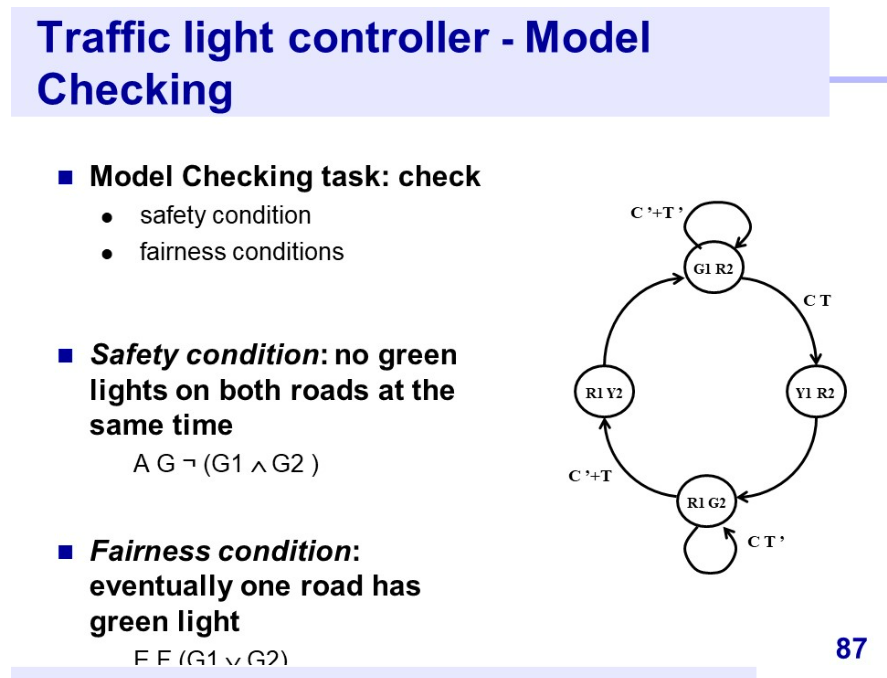 Traffic light controller - Model
Checking
Model Checking task: check
safety condition
fairness conditions
Safety condition: no green
lights on both roads at the
same time
A G ¬ (G1 ∧ G2 )
Fairness condition:
eventually one road has
green light
E F (G1 ∨ G2)
C ’+T ’
G1 R2
C T
R1 Y2
Y1 R2
C ’+T
R1 G2
C T ’
87